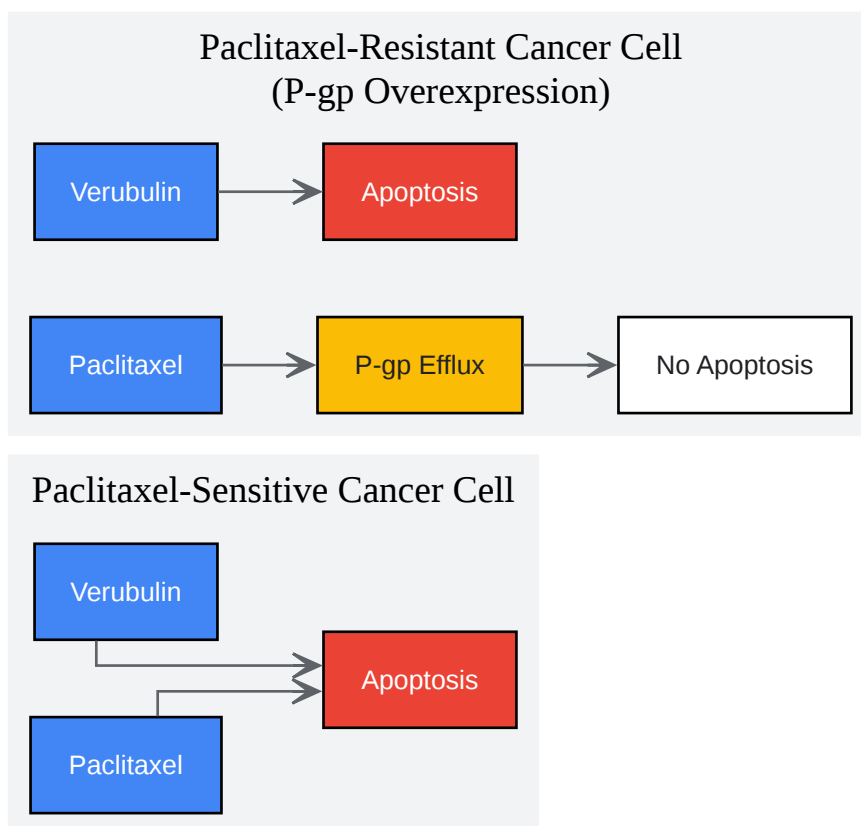 Paclitaxel-Resistant Cancer Cell
(P-gp Overexpression)
Verubulin
Apoptosis
Paclitaxel
P-gp Efflux
No Apoptosis
Paclitaxel-Sensitive Cancer Cell
Verubulin
Apoptosis
Paclitaxel